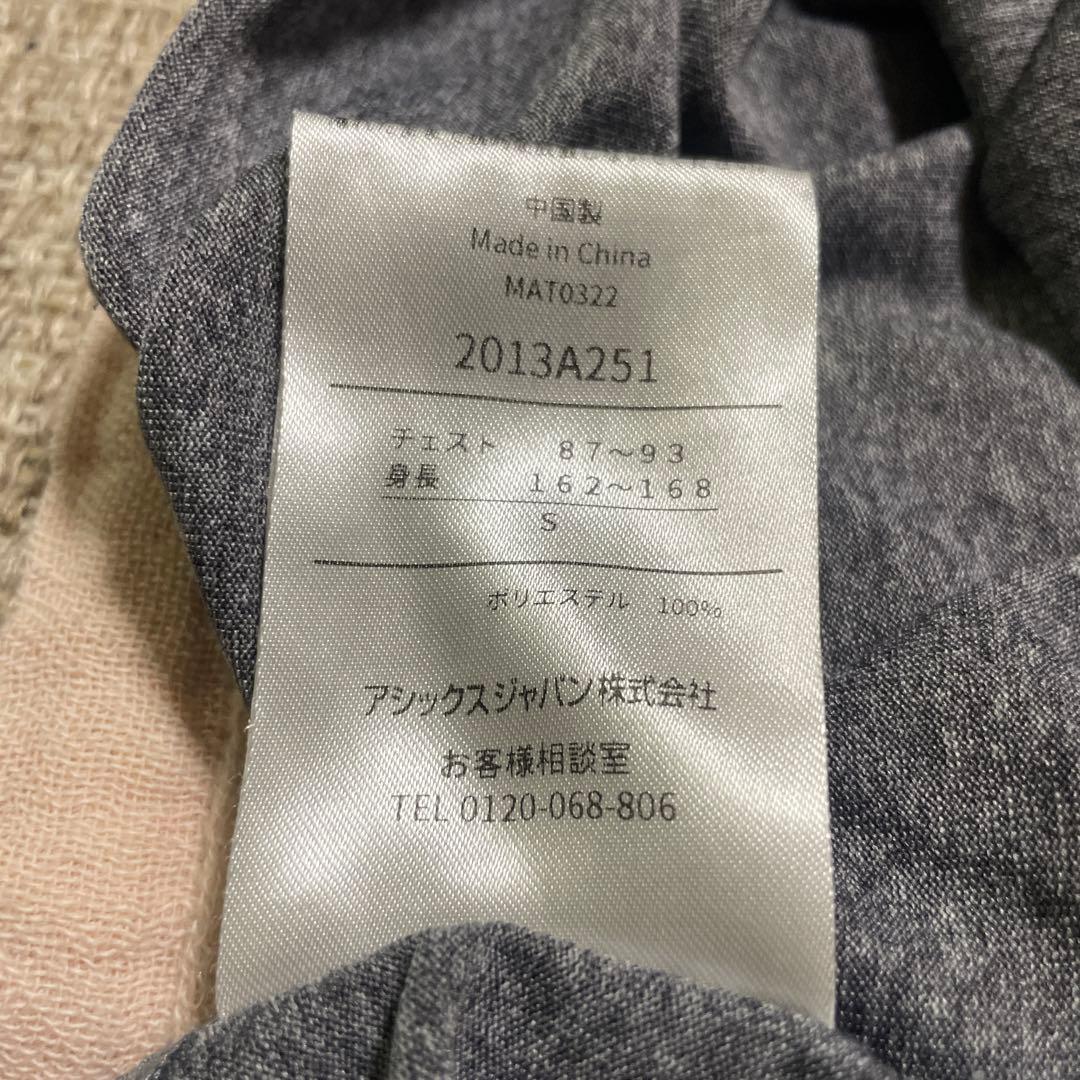 中国製
Made in China
MAT0322
2013A251
チェスト 87~93
身長 162~168
S
ポリエステル 100%
アシックスジャパン株式会社
お客様相談室
TEL 0120-068-806